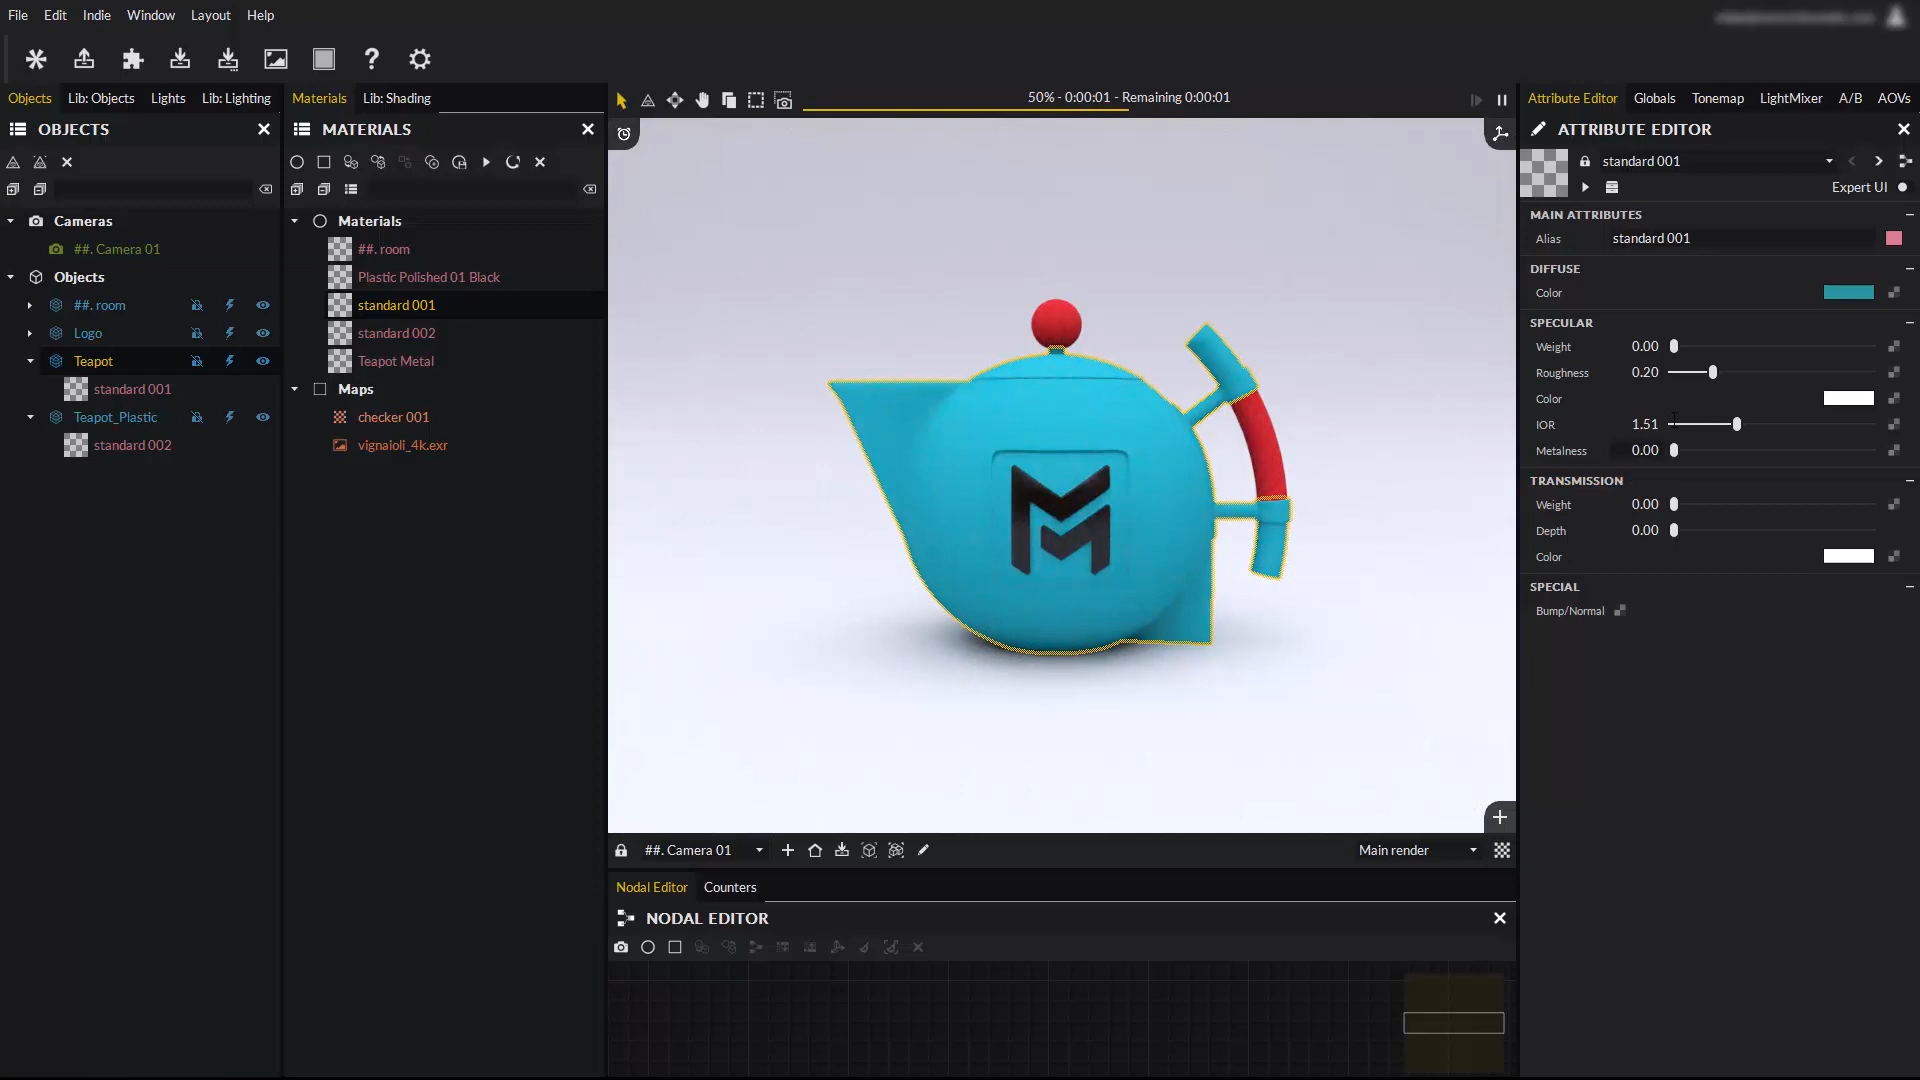 File Edit Indie Window Layout Help
Objects Lib: Objects Lights Lib: Lighting
OBJECTS
Cameras
##. Camera 01
Objects
##. room
Logo
Teapot
standard 001
Teapot_Plastic
standard 002
Materials Lib: Shading
MATERIALS
Materials
##. room
Plastic Polished 01 Black
standard 001
standard 002
Teapot Metal
Maps
checker 001
vignaioli_4k.exr
50% - 0:00:01 - Remaining 0:00:01
##. Camera 01
Main render
Nodal Editor Counters
NODAL EDITOR
Attribute Editor Globals Tonemap LightMixer A/B AOVs
ATTRIBUTE EDITOR
standard 001
Expert UI
MAIN ATTRIBUTES
Alias standard 001
DIFFUSE
Color
SPECULAR
Weight 0.00
Roughness 0.20
Color
IOR 1.51
Metalness 0.00
TRANSMISSION
Weight 0.00
Depth 0.00
Color
SPECIAL
Bump/Normal